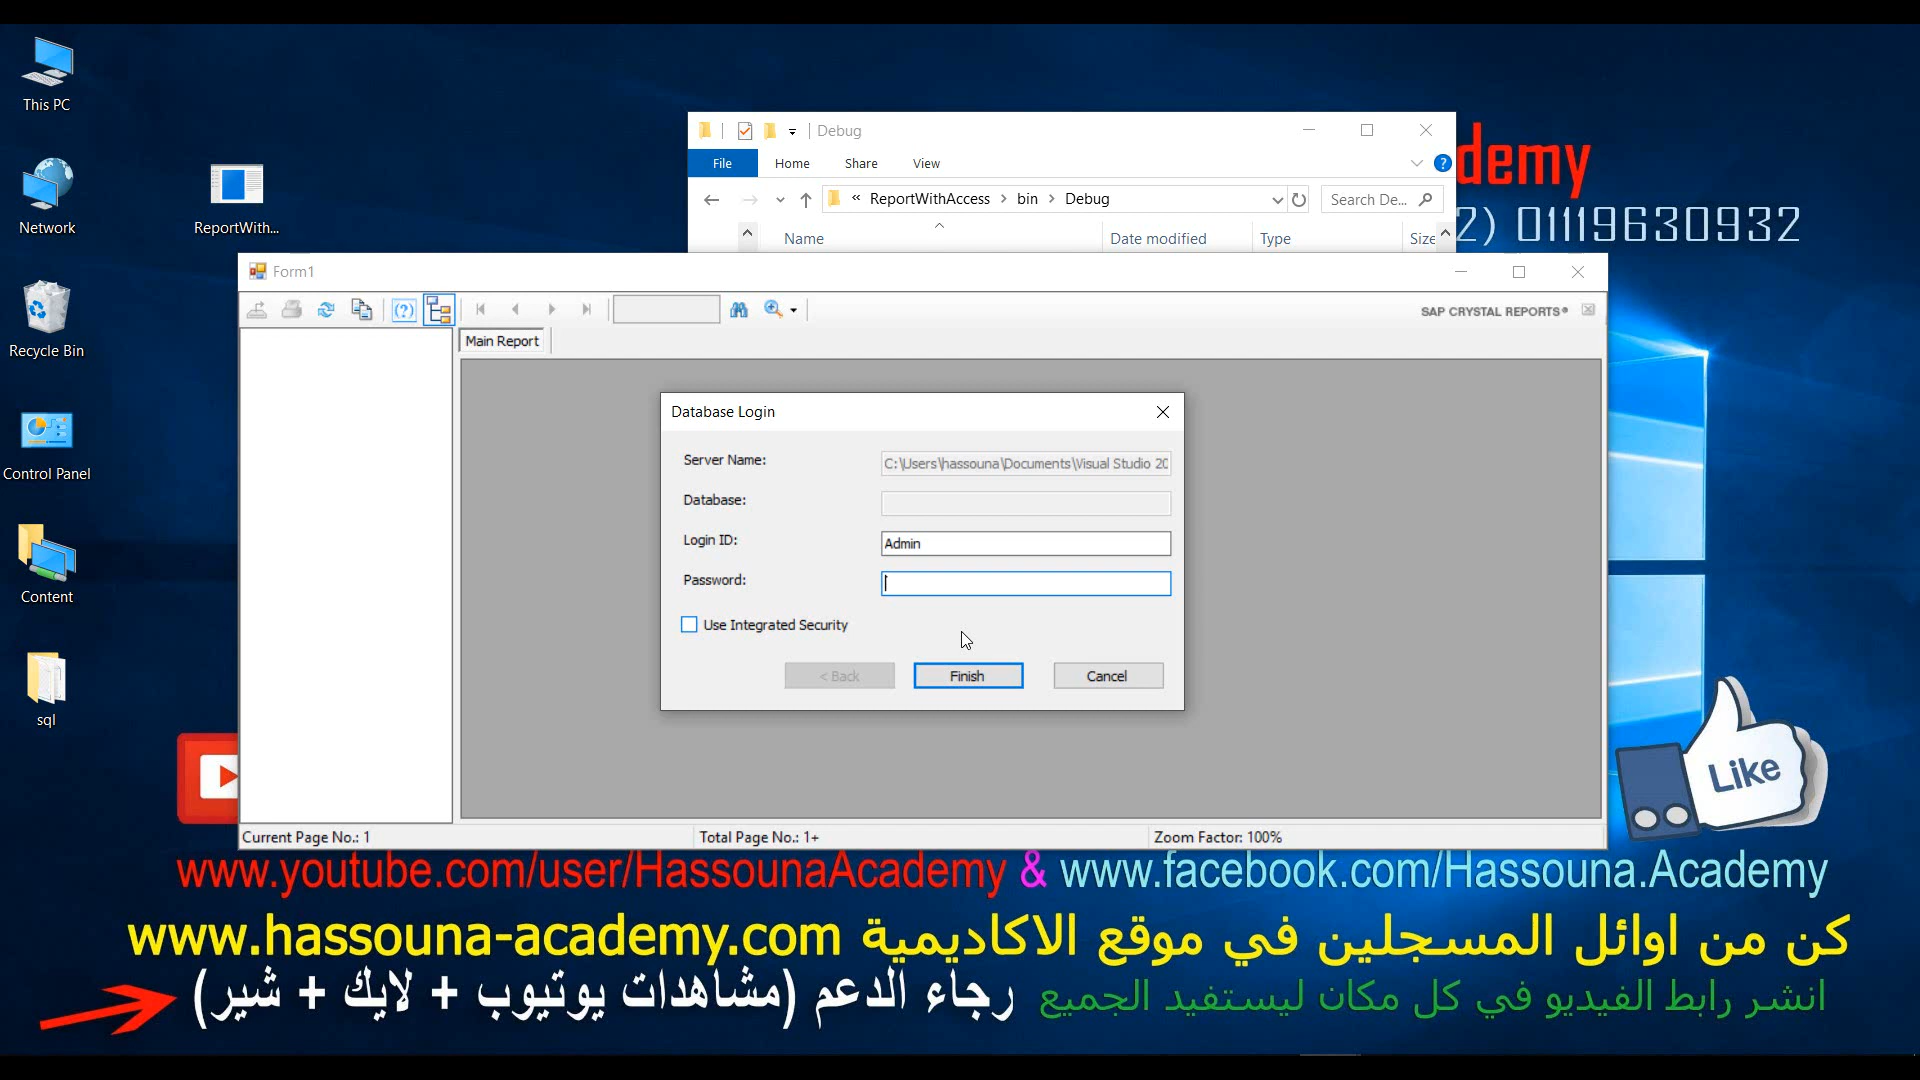 This PC
Network
Recycle Bin
Control Panel
Content
sql
ReportWith...
Debug
File Home Share View
« ReportWithAccess > bin > Debug
Search De...
Name Date modified Type Size
demy
2) 01119630932
Form1
SAP CRYSTAL REPORTS®
Main Report
Database Login
Server Name: C:\Users\hassouna\Documents\Visual Studio 20
Database:
Login ID: Admin
Password:
Use Integrated Security
< Back Finish Cancel
Current Page No.: 1 Total Page No.: 1+ Zoom Factor: 100%
Like
www.youtube.com/user/HassounaAcademy & www.facebook.com/Hassouna.Academy
كن من اوائل المسجلين في موقع الاكاديمية www.hassouna-academy.com
انشر رابط الفيديو في كل مكان ليستفيد الجميع رجاء الدعم (مشاهدات يوتيوب + لايك + شير)